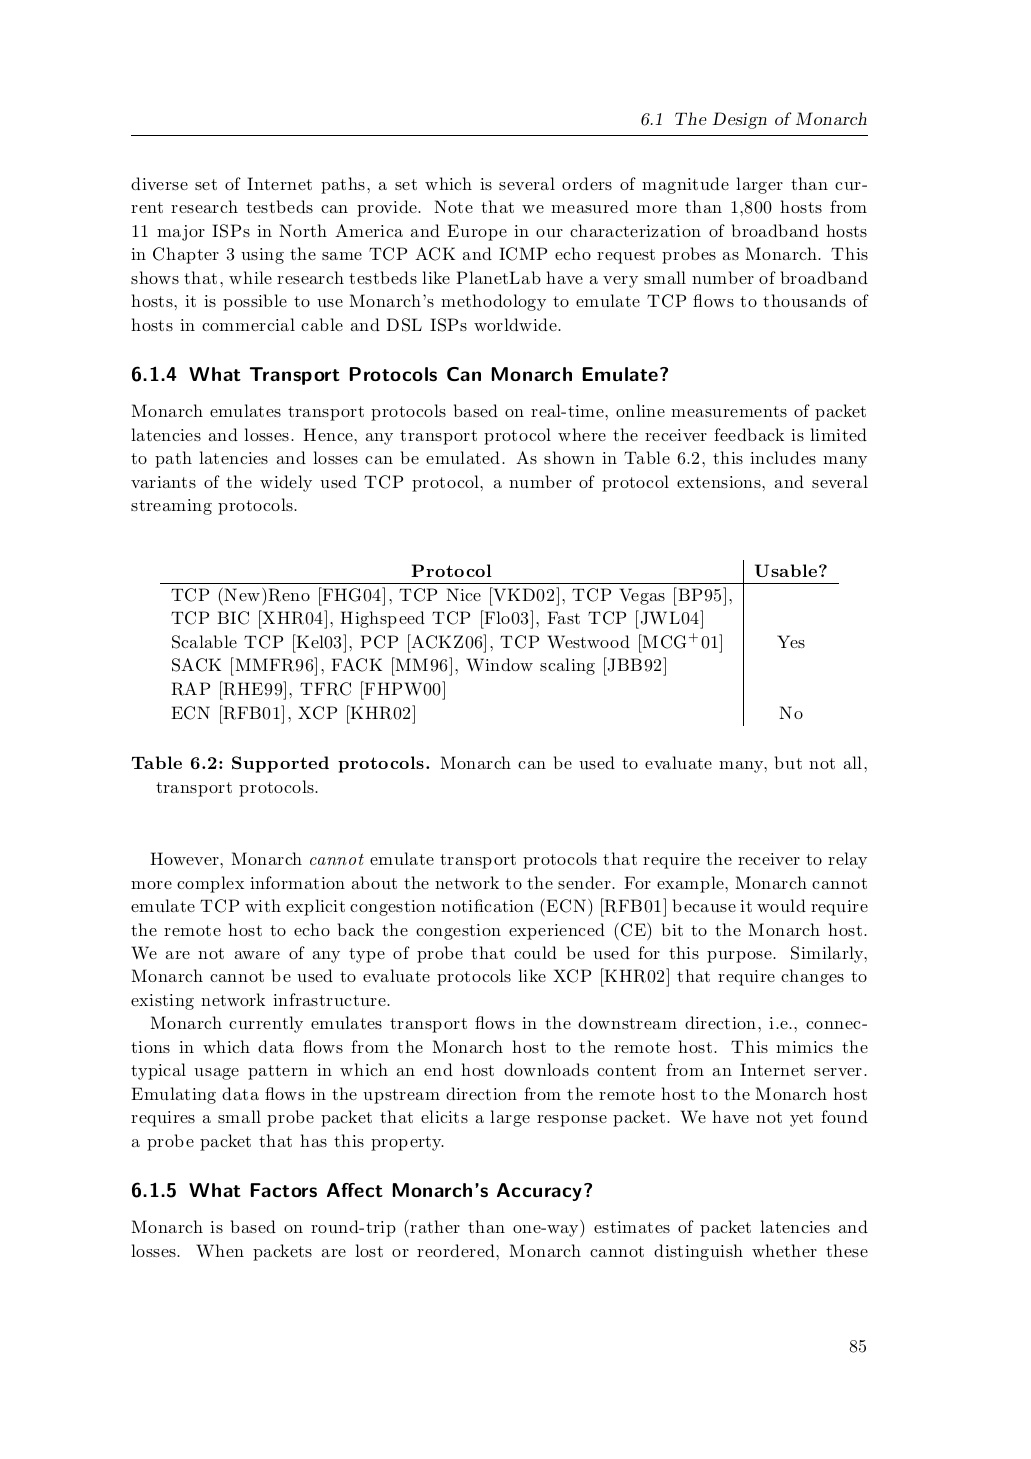 6.1 The Design of Monarch
diverse set of Internet paths, a set which is several orders of magnitude larger than cur-
rent research testbeds can provide. Note that we measured more than 1,800 hosts from
11 major ISPs in North America and Europe in our characterization of broadband hosts
in Chapter 3 using the same TCP ACK and ICMP echo request probes as Monarch. This
shows that, while research testbeds like PlanetLab have a very small number of broadband
hosts, it is possible to use Monarch's methodology to emulate TCP flows to thousands of
hosts in commercial cable and DSL ISPs worldwide.
6.1.4 What Transport Protocols Can Monarch Emulate?
Monarch emulates transport protocols based on real-time, online measurements of packet
latencies and losses. Hence, any transport protocol where the receiver feedback is limited
to path latencies and losses can be emulated. As shown in Table 6.2, this includes many
variants of the widely used TCP protocol, a number of protocol extensions, and several
streaming protocols.
Protocol Usable?
TCP (New)Reno [FHG04], TCP Nice [VKD02], TCP Vegas [BP95],
TCP BIC [XHR04], Highspeed TCP [Flo03], Fast TCP [JWL04]
Scalable TCP [Kel03], PCP [ACKZ06], TCP Westwood [MCG+01] Yes
SACK [MMFR96], FACK [MM96], Window scaling [JBB92]
RAP [RHE99], TFRC [FHPW00]
ECN [RFB01], XCP [KHR02] No
Table 6.2: Supported protocols. Monarch can be used to evaluate many, but not all,
transport protocols.
However, Monarch cannot emulate transport protocols that require the receiver to relay
more complex information about the network to the sender. For example, Monarch cannot
emulate TCP with explicit congestion notification (ECN) [RFB01] because it would require
the remote host to echo back the congestion experienced (CE) bit to the Monarch host.
We are not aware of any type of probe that could be used for this purpose. Similarly,
Monarch cannot be used to evaluate protocols like XCP [KHR02] that require changes to
existing network infrastructure.
Monarch currently emulates transport flows in the downstream direction, i.e., connec-
tions in which data flows from the Monarch host to the remote host. This mimics the
typical usage pattern in which an end host downloads content from an Internet server.
Emulating data flows in the upstream direction from the remote host to the Monarch host
requires a small probe packet that elicits a large response packet. We have not yet found
a probe packet that has this property.
6.1.5 What Factors Affect Monarch's Accuracy?
Monarch is based on round-trip (rather than one-way) estimates of packet latencies and
losses. When packets are lost or reordered, Monarch cannot distinguish whether these
85